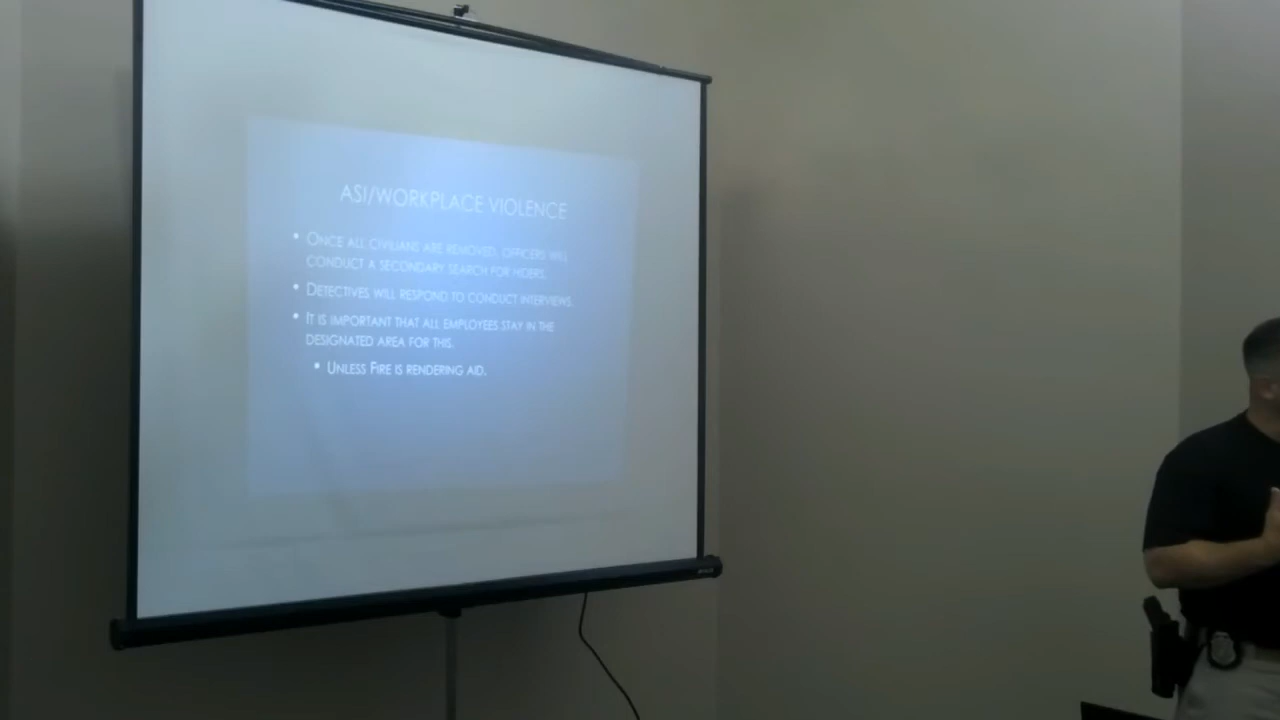 ASI/WORKPLACE VIOLENCE
• ONCE ALL CIVILIANS ARE REMOVED, OFFICERS WILL
CONDUCT A SECONDARY SEARCH FOR HIDERS.
• DETECTIVES WILL RESPOND TO CONDUCT INTERVIEWS.
• IT IS IMPORTANT THAT ALL EMPLOYEES STAY IN THE
DESIGNATED AREA FOR THIS.
• UNLESS FIRE IS RENDERING AID.